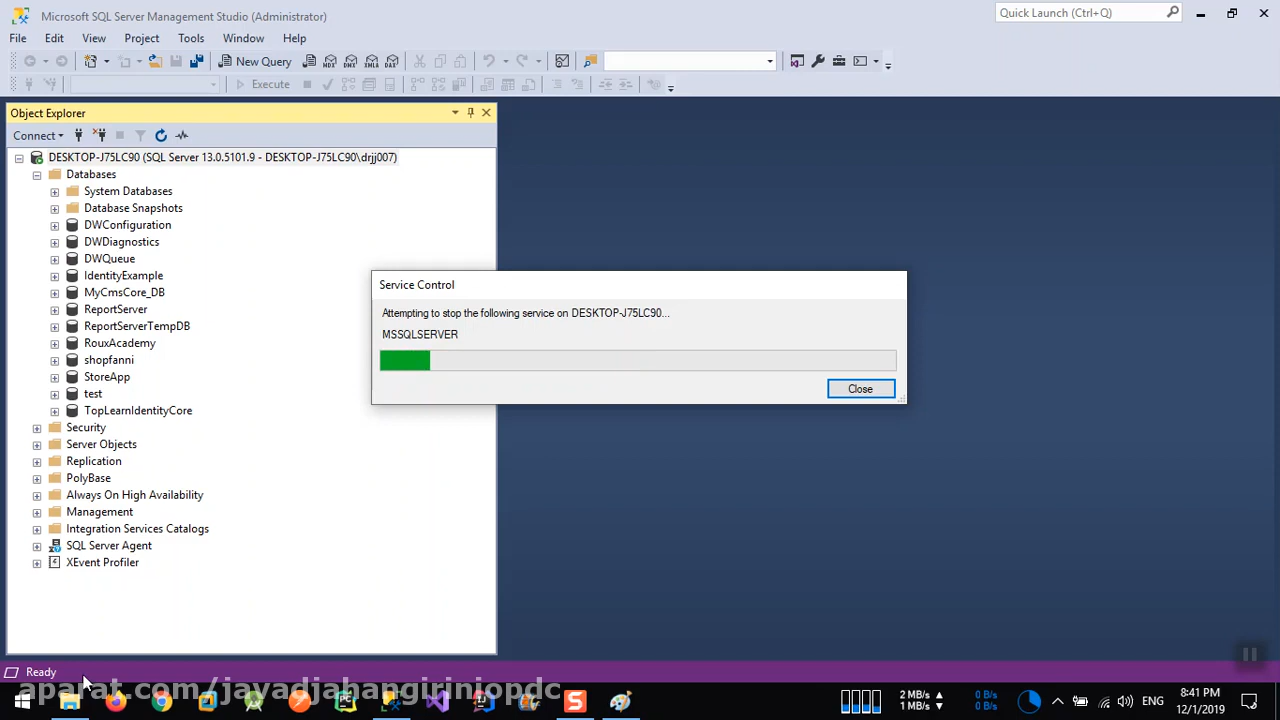 Microsoft SQL Server Management Studio (Administrator)
Quick Launch (Ctrl+Q)
File Edit View Project Tools Window Help
New Query
Execute
Object Explorer
Connect
DESKTOP-J75LC90 (SQL Server 13.0.5101.9 - DESKTOP-J75LC90\drjj007)
Databases
System Databases
Database Snapshots
DWConfiguration
DWDiagnostics
DWQueue
IdentityExample
MyCmsCore_DB
ReportServer
ReportServerTempDB
RouxAcademy
shopfanni
StoreApp
test
TopLearnIdentityCore
Security
Server Objects
Replication
PolyBase
Always On High Availability
Management
Integration Services Catalogs
SQL Server Agent
XEvent Profiler
Service Control
Attempting to stop the following service on DESKTOP-J75LC90...
MSSQLSERVER
Close
Ready
aparat.com/javadjahangirinjopdc
2 MB/s 0 B/s
1 MB/s 0 B/s
ENG
8:41 PM
12/1/2019